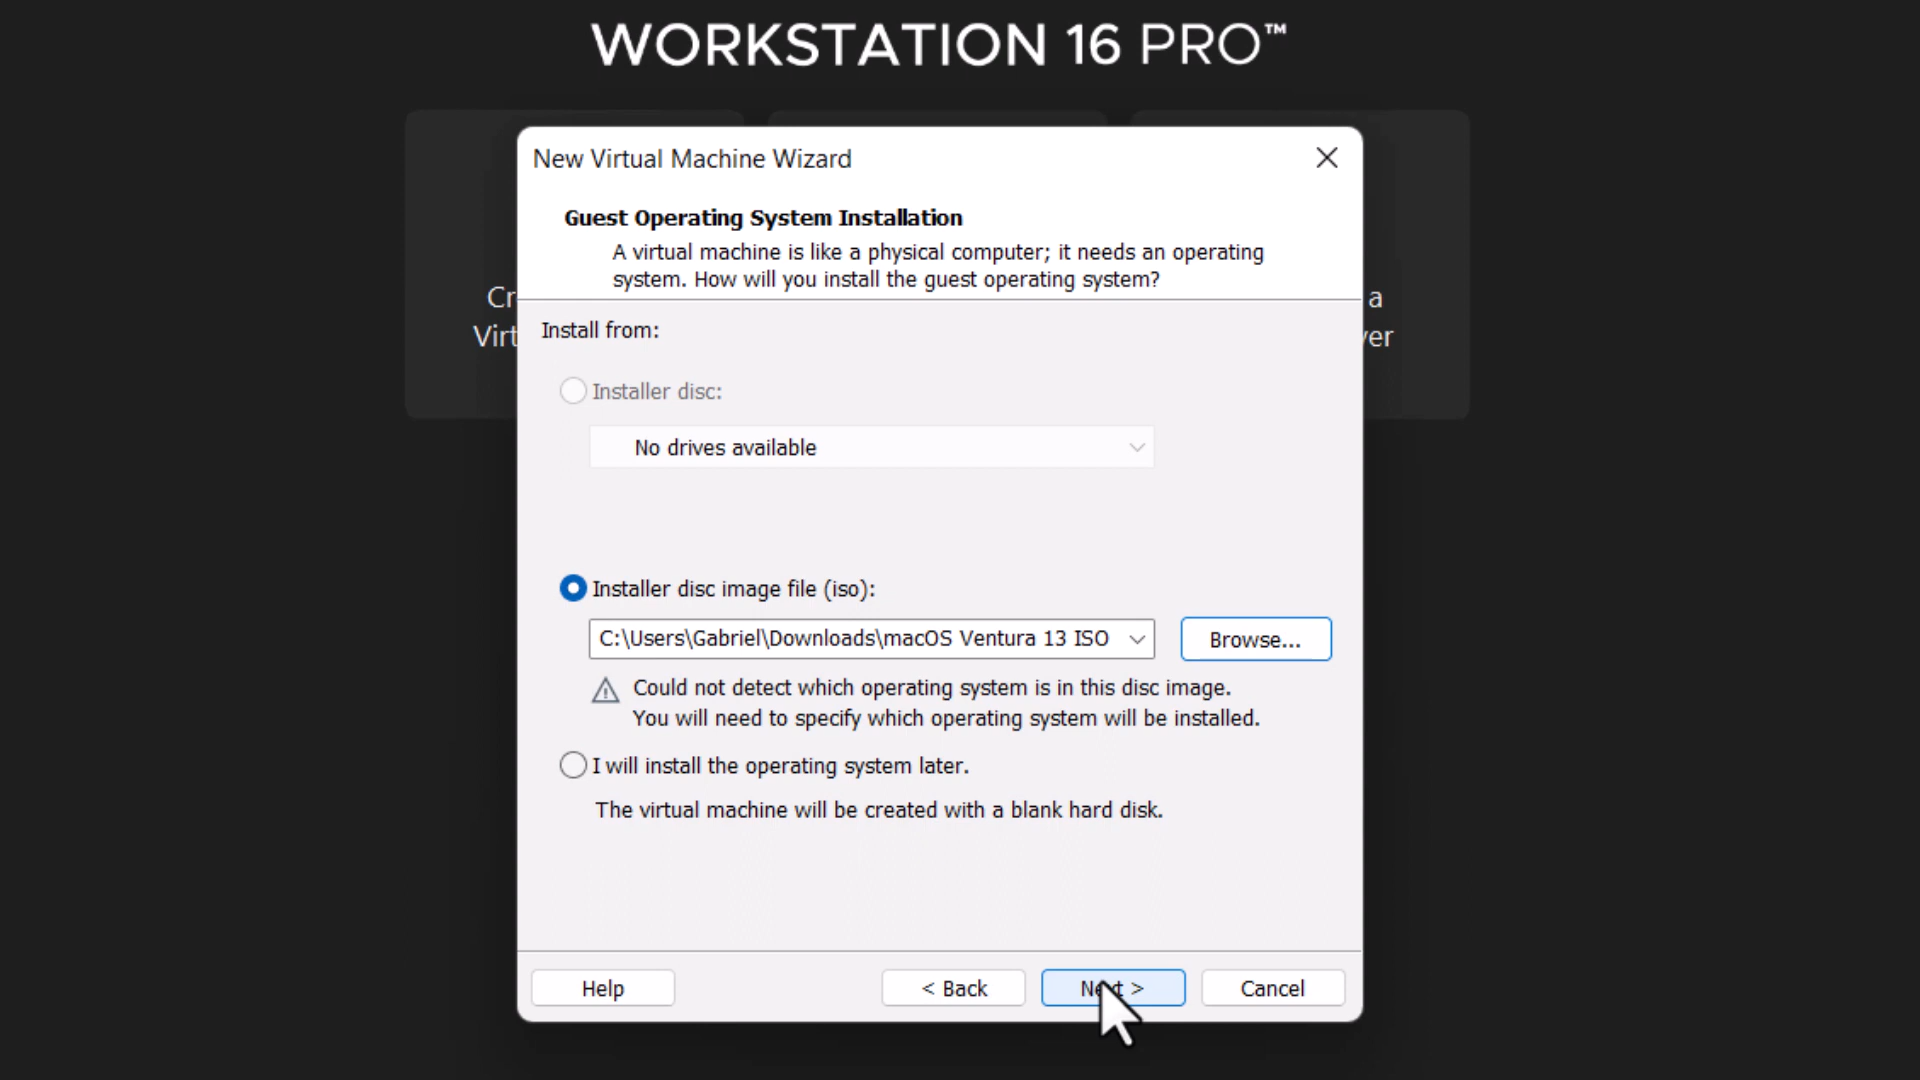 WORKSTATION 16 PRO™
New Virtual Machine Wizard
Guest Operating System Installation
A virtual machine is like a physical computer; it needs an operating
system. How will you install the guest operating system?
Cr
a
Virt
ver
Install from:
Installer disc:
No drives available
Installer disc image file (iso):
C:\Users\Gabriel\Downloads\macOS Ventura 13 ISO
Browse...
Could not detect which operating system is in this disc image.
You will need to specify which operating system will be installed.
I will install the operating system later.
The virtual machine will be created with a blank hard disk.
Help
< Back
Next >
Cancel